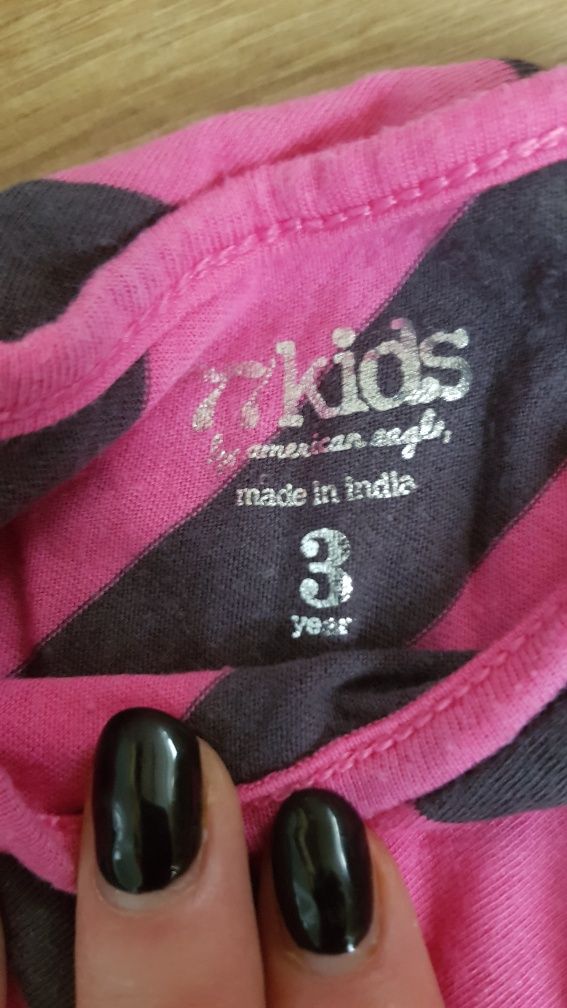 77kids
by american eagle,
made in india
3
year